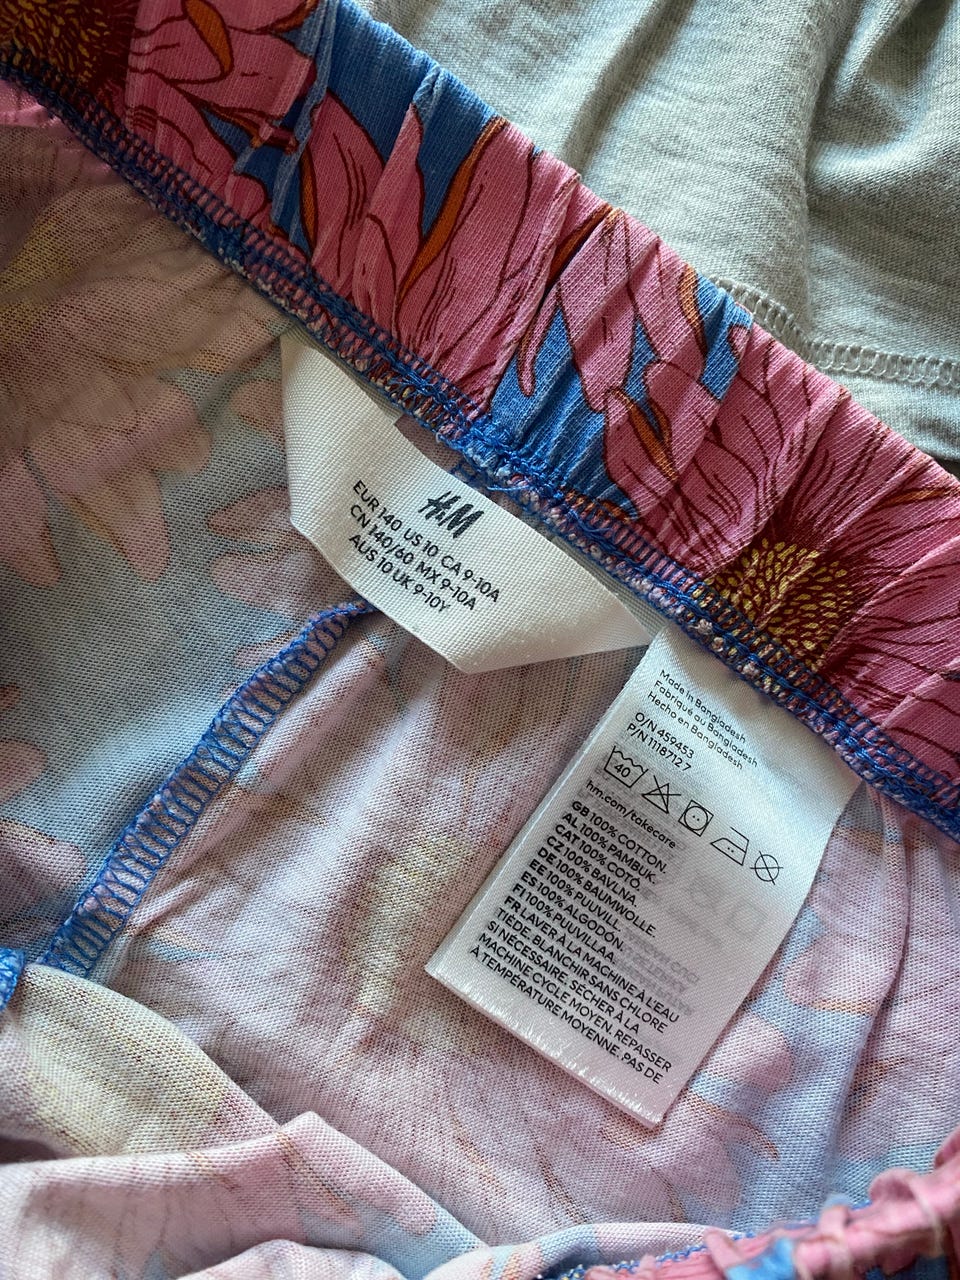 H&M
EUR 140 US 10 CA 9-10A
CN 140/60 MX 9-10A
AUS 10 UK 9-10Y
Made in Bangladesh
Fabriqué au Bangladesh
Hecho en Bangladesh
O/N 459453
P/N 1118712 7
40
hm.com/takecare
GB 100% COTTON.
AL 100% PAMBUK.
CAT 100% COTÓ.
CZ 100% BAVLNA.
DE 100% BAUMWOLLE.
EE 100% PUUVILL.
ES 100% ALGODÓN.
FI 100% PUUVILLAA.
FR LAVER À LA MACHINE À L'EAU
TIÈDE. BLANCHIR SANS CHLORE
SI NÉCESSAIRE. SÉCHER À LA
MACHINE CYCLE MOYEN. REPASSER
À TEMPÉRATURE MOYENNE. PAS DE